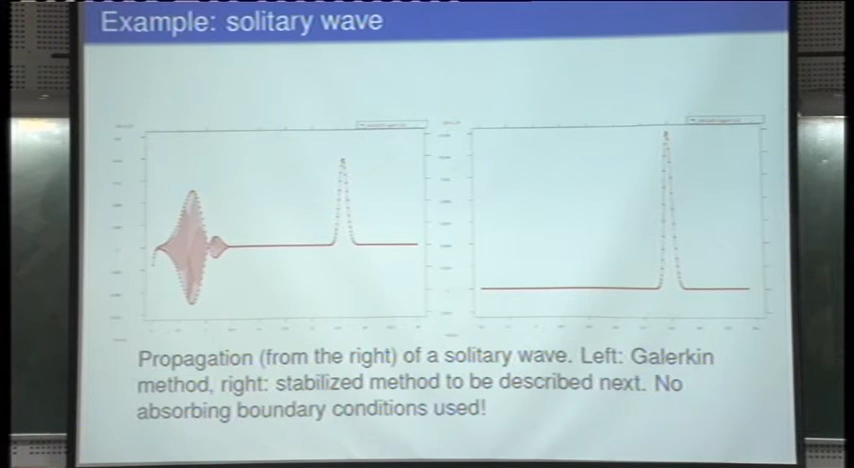 Example: solitary wave
Propagation (from the right) of a solitary wave. Left: Galerkin
method, right: stabilized method to be described next. No
absorbing boundary conditions used!